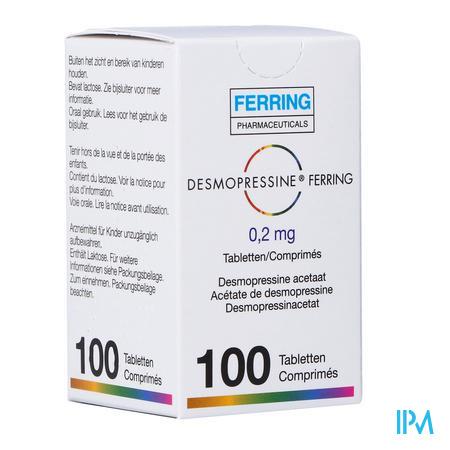 Buiten het zicht en bereik van kinderen
houden.
Bevat lactose. Zie bijsluiter voor meer
informatie.
Oraal gebruik. Lees voor het gebruik de
bijsluiter.
Tenir hors de la vue et de la portée des
enfants.
Contient du lactose. Voir la notice pour
plus d'information.
Voie orale. Lire la notice avant utilisation.
Arzneimittel für Kinder unzugänglich
aufbewahren.
Enthält Laktose. Für weitere
Informationen siehe Packungsbeilage.
Zum einnehmen. Packungsbeilage
beachten.
100 Tabletten
Comprimés
FERRING
PHARMACEUTICALS
DESMOPRESSINE® FERRING
0,2 mg
Tabletten/Comprimés
Desmopressine acetaat
Acétate de desmopressine
Desmopressinacetat
100 Tabletten
Comprimés
IPM